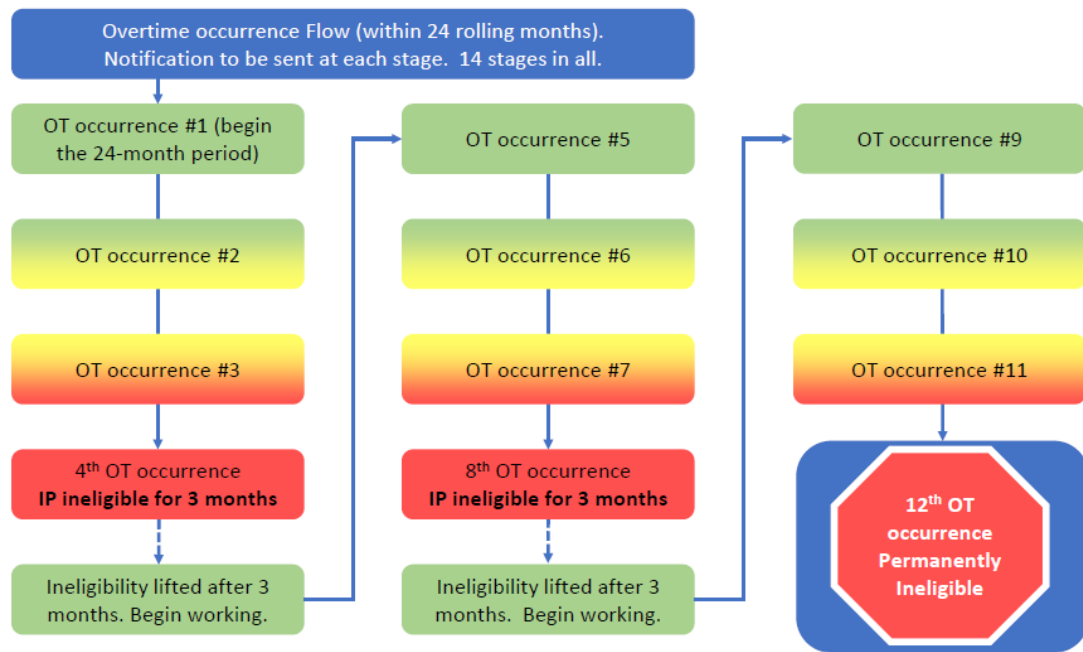 Overtime occurrence Flow (within 24 rolling months).
Notification to be sent at each stage.  14 stages in all.
OT occurrence #1 (begin
the 24-month period)
OT occurrence #2
OT occurrence #3
4th OT occurrence
IP ineligible for 3 months
Ineligibility lifted after 3
months. Begin working.
OT occurrence #5
OT occurrence #6
OT occurrence #7
8th OT occurrence
IP ineligible for 3 months
Ineligibility lifted after 3
months.  Begin working.
OT occurrence #9
OT occurrence #10
OT occurrence #11
12th OT
occurrence
Permanently
Ineligible